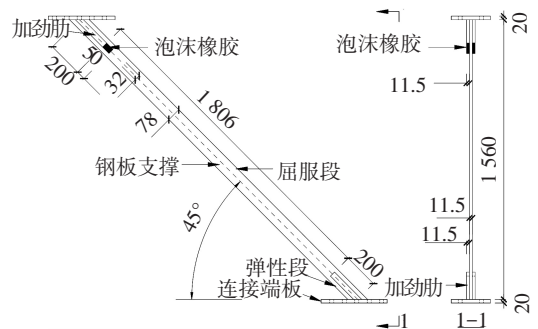 加劲肋
泡沫橡胶
50
200
32
78
1 806
钢板支撑
屈服段
45°
200
弹性段
连接端板
1
20
泡沫橡胶
11.5
1 560
11.5
11.5
加劲肋
20
1-1